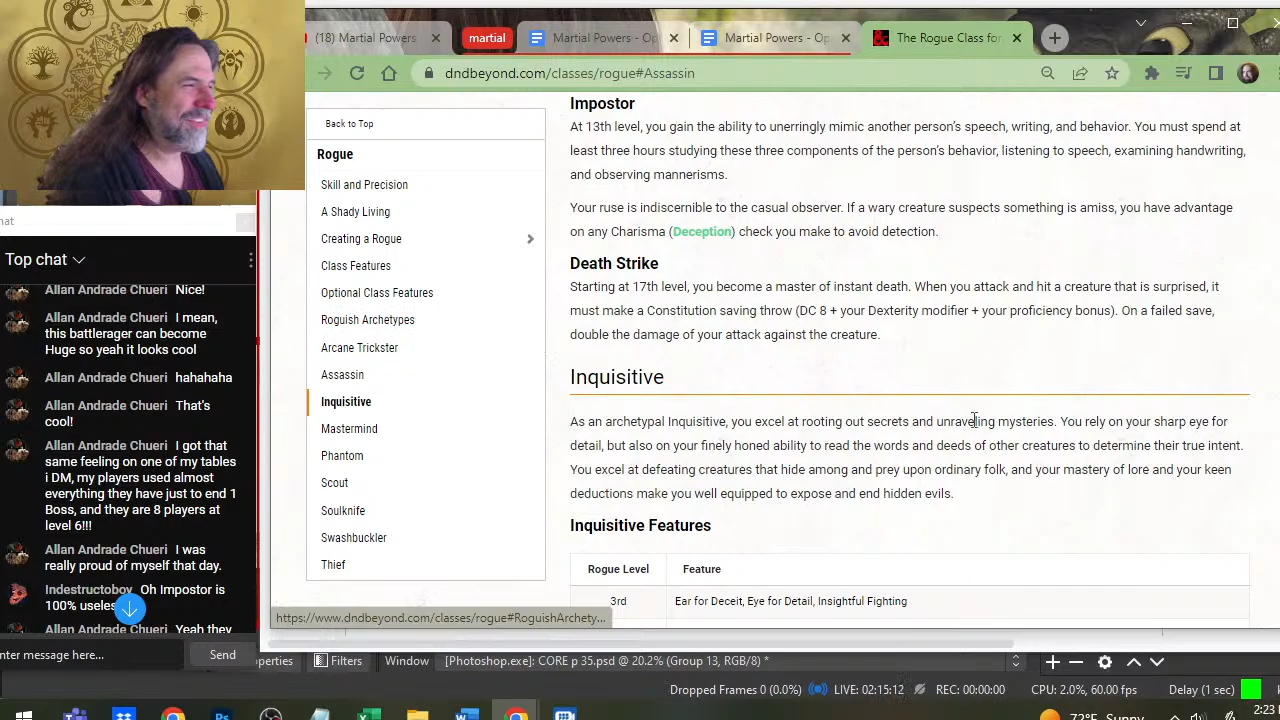 (18) Martial Powers
martial
Martial Powers - Op
Martial Powers - Op
The Rogue Class for
dndbeyond.com/classes/rogue#Assassin
Back to Top
Rogue
Skill and Precision
A Shady Living
Creating a Rogue
Class Features
Optional Class Features
Roguish Archetypes
Arcane Trickster
Assassin
Inquisitive
Mastermind
Phantom
Scout
Soulknife
Swashbuckler
Thief
Impostor
At 13th level, you gain the ability to unerringly mimic another person's speech, writing, and behavior. You must spend at
least three hours studying these three components of the person's behavior, listening to speech, examining handwriting,
and observing mannerisms.
Your ruse is indiscernible to the casual observer. If a wary creature suspects something is amiss, you have advantage
on any Charisma (Deception) check you make to avoid detection.
Death Strike
Starting at 17th level, you become a master of instant death. When you attack and hit a creature that is surprised, it
must make a Constitution saving throw (DC 8 + your Dexterity modifier + your proficiency bonus). On a failed save,
double the damage of your attack against the creature.
Inquisitive
As an archetypal Inquisitive, you excel at rooting out secrets and unraveling mysteries. You rely on your sharp eye for
detail, but also on your finely honed ability to read the words and deeds of other creatures to determine their true intent.
You excel at defeating creatures that hide among and prey upon ordinary folk, and your mastery of lore and your keen
deductions make you well equipped to expose and end hidden evils.
Inquisitive Features
Rogue Level Feature
3rd Ear for Deceit, Eye for Detail, Insightful Fighting
https://www.dndbeyond.com/classes/rogue#RoguishArchety...
hat
Top chat
Allan Andrade Chueri Nice!
Allan Andrade Chueri I mean,
this battlerager can become
Huge so yeah it looks cool
Allan Andrade Chueri hahahaha
Allan Andrade Chueri That's
cool!
Allan Andrade Chueri I got that
same feeling on one of my tables
i DM, my players used almost
everything they have just to end 1
Boss, and they are 8 players at
level 6!!!
Allan Andrade Chueri I was
really proud of myself that day.
Indestructoboy Oh Impostor is
100% useles
Allan Andrade Chueri Yeah they
nter message here...
Send
operties Filters Window [Photoshop.exe]: CORE p 35.psd @ 20.2% (Group 13, RGB/8) *
Dropped Frames 0 (0.0%) LIVE: 02:15:12 REC: 00:00:00 CPU: 2.0%, 60.00 fps Delay (1 sec)
72°F Sunny 2:23